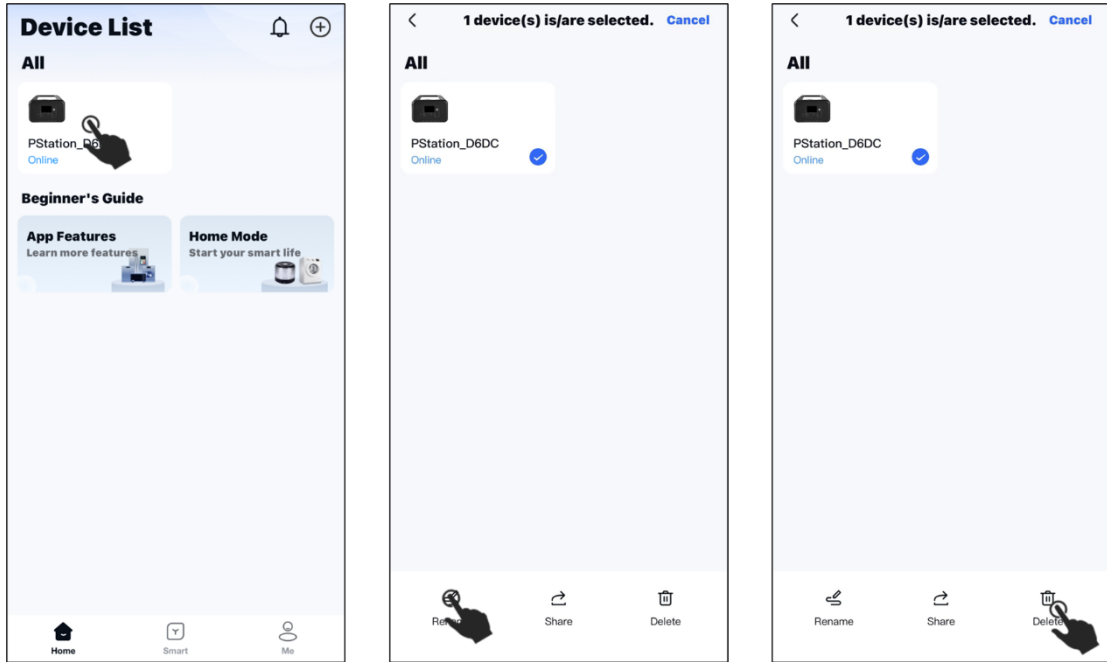 Device List
All
PStation_D6
Online
Beginner's Guide
App Features
Learn more features
Home Mode
Start your smart life
Home
Smart
Me
1 device(s) is/are selected.
Cancel
All
PStation_D6DC
Online
Share
Delete
1 device(s) is/are selected.
Cancel
All
PStation_D6DC
Online
Rename
Share
Delete